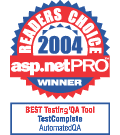 READERS CHOICE
2004
asp.netPRO
WINNER
BEST Testing/QA Tool
TestComplete
AutomatedQA